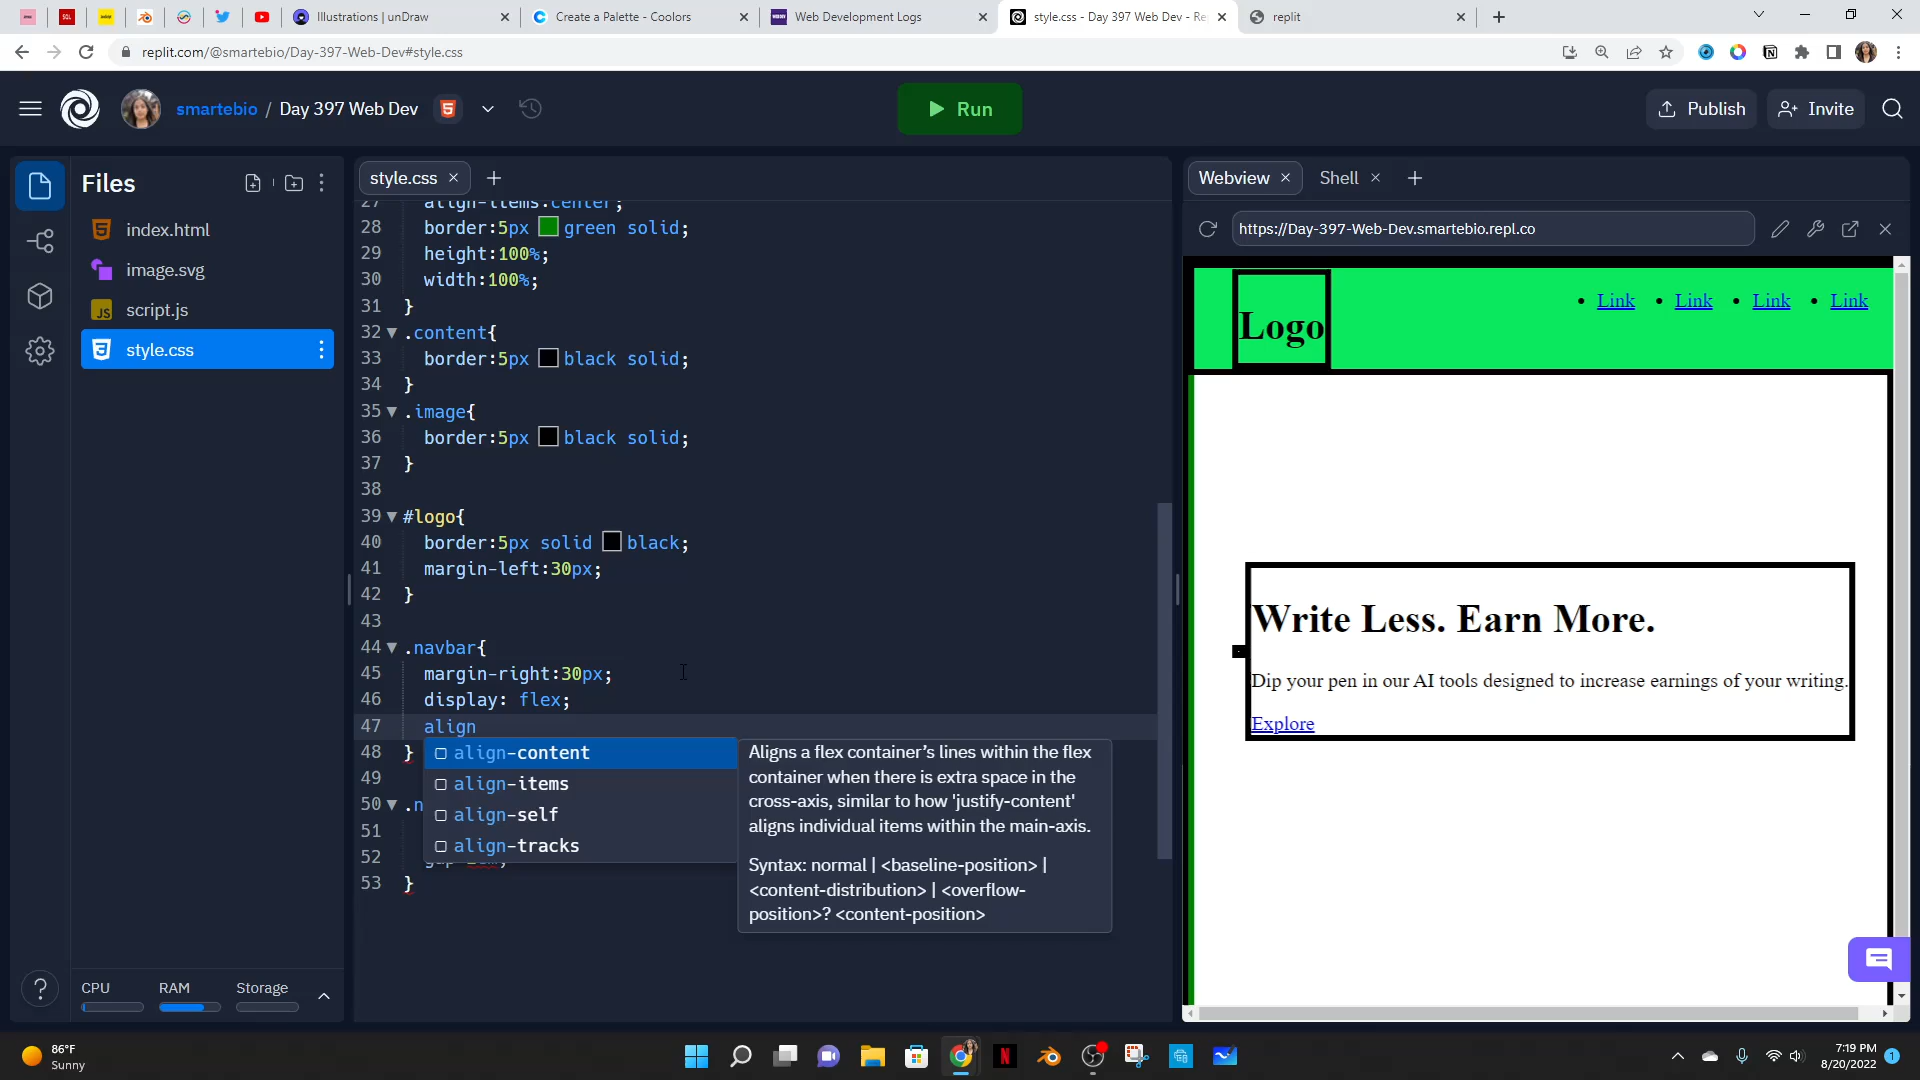 Illustrations | unDraw
Create a Palette - Coolors
Web Development Logs
style.css - Day 397 Web Dev - Re
replit
replit.com/@smartebio/Day-397-Web-Dev#style.css
smartebio / Day 397 Web Dev
Run
Publish
Invite
Files
style.css
Webview
Shell
index.html
image.svg
script.js
style.css
https://Day-397-Web-Dev.smartebio.repl.co
27 align-items:center;
28 border:5px green solid;
29 height:100%;
30 width:100%;
31 }
32 .content{
33 border:5px black solid;
34 }
35 .image{
36 border:5px black solid;
37 }
38
39 #logo{
40 border:5px solid black;
41 margin-left:30px;
42 }
43
44 .navbar{
45 margin-right:30px;
46 display: flex;
47 align
48 }
49
50 .n
51
52
53 }
align-content
align-items
align-self
align-tracks
Aligns a flex container's lines within the flex
container when there is extra space in the
cross-axis, similar to how 'justify-content'
aligns individual items within the main-axis.
Syntax: normal | <baseline-position> |
<content-distribution> | <overflow-
position>? <content-position>
Logo
Link Link Link Link
Write Less. Earn More.
Dip your pen in our AI tools designed to increase earnings of your writing.
Explore
CPU
RAM
Storage
86°F
Sunny
7:19 PM
8/20/2022
1